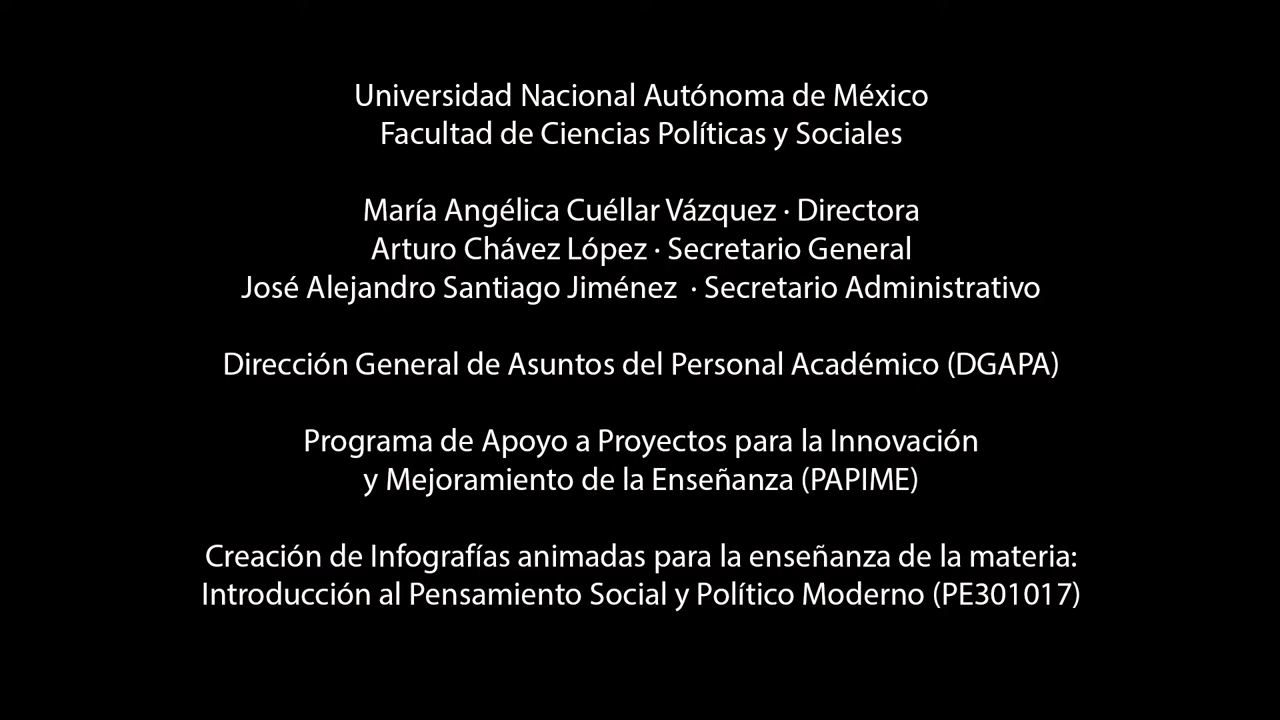 Universidad Nacional Autónoma de México
Facultad de Ciencias Políticas y Sociales
María Angélica Cuéllar Vázquez · Directora
Arturo Chávez López · Secretario General
José Alejandro Santiago Jiménez · Secretario Administrativo
Dirección General de Asuntos del Personal Académico (DGAPA)
Programa de Apoyo a Proyectos para la Innovación
y Mejoramiento de la Enseñanza (PAPIME)
Creación de Infografías animadas para la enseñanza de la materia:
Introducción al Pensamiento Social y Político Moderno (PE301017)